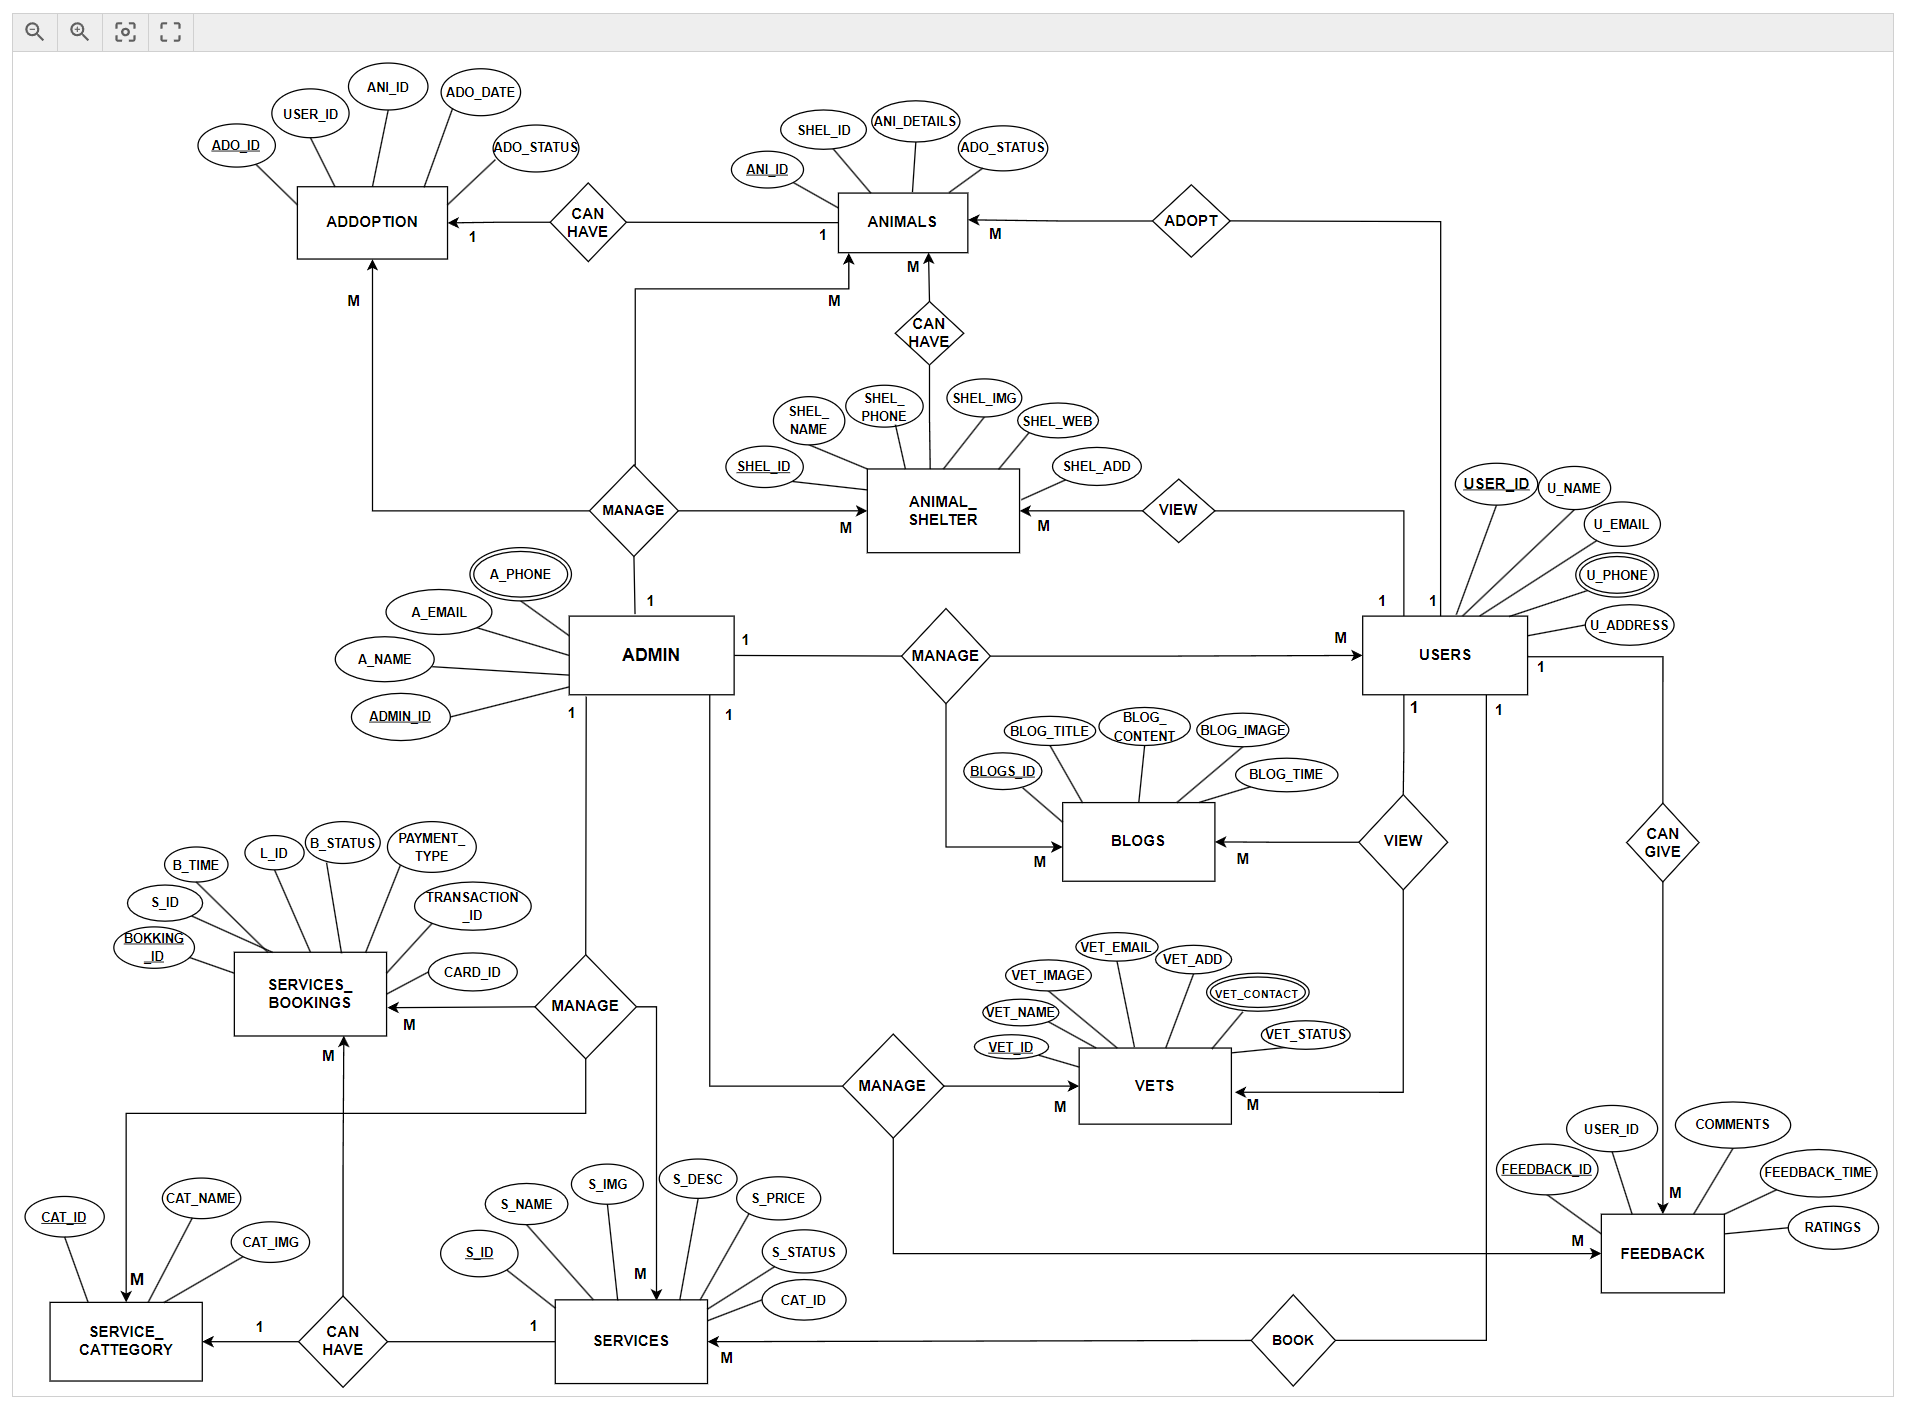 ANI_ID
ADO_DATE
USER_ID
ADO_ID
ADO_STATUS
ADDOPTION
CAN
HAVE
1
1
M
ANI_DETAILS
SHEL_ID
ADO_STATUS
ANI_ID
ANIMALS
M
ADOPT
M
M
CAN
HAVE
SHEL_IMG
SHEL_
PHONE
SHEL_
NAME
SHEL_WEB
SHEL_ID
SHEL_ADD
ANIMAL_
SHELTER
MANAGE
M
M
VIEW
USER_ID
U_NAME
U_EMAIL
U_PHONE
U_ADDRESS
USERS
1
1
1
1
1
M
A_PHONE
A_EMAIL
A_NAME
ADMIN_ID
ADMIN
1
1
1
1
MANAGE
BLOG_TITLE
BLOG_
CONTENT
BLOG_IMAGE
BLOGS_ID
BLOG_TIME
BLOGS
M
M
VIEW
CAN
GIVE
B_TIME
L_ID
B_STATUS
PAYMENT_
TYPE
S_ID
TRANSACTION
_ID
BOKKING
_ID
CARD_ID
SERVICES_
BOOKINGS
M
M
MANAGE
VET_EMAIL
VET_ADD
VET_IMAGE
VET_CONTACT
VET_NAME
VET_STATUS
VET_ID
VETS
M
M
MANAGE
USER_ID
COMMENTS
FEEDBACK_ID
FEEDBACK_TIME
RATINGS
FEEDBACK
M
M
CAT_NAME
CAT_ID
CAT_IMG
M
SERVICE_
CATTEGORY
1
CAN
HAVE
1
S_IMG
S_DESC
S_NAME
S_PRICE
S_ID
S_STATUS
CAT_ID
M
SERVICES
M
BOOK